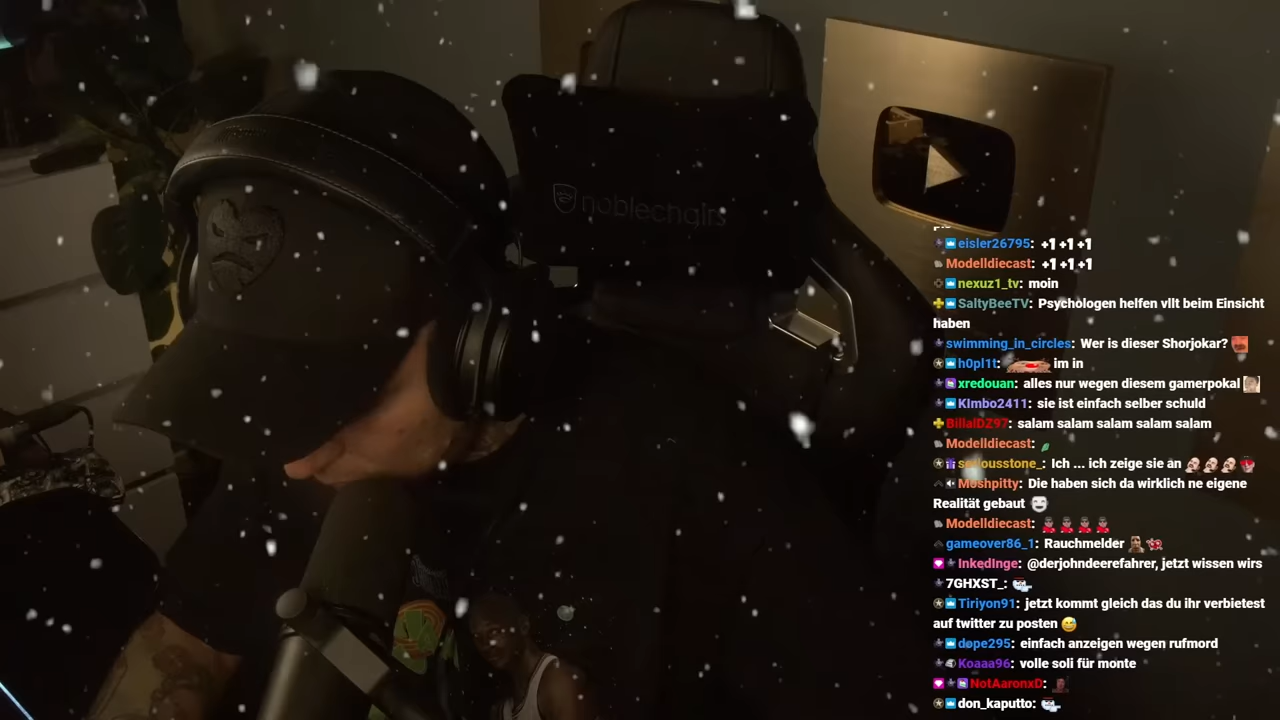 noblechairs
eisler26795: +1 +1 +1
Modelldiecast: +1 +1 +1
nexuz1_tv: moin
SaltyBeeTV: Psychologen helfen vllt beim Einsicht
haben
swimming_in_circles: Wer is dieser Shorjokar?
h0pl1t: im in
xredouan: alles nur wegen diesem gamerpokal
KImbo2411: sie ist einfach selber schuld
BillalDZ97: salam salam salam salam salam
Modelldiecast:
seriousstone_: Ich ... ich zeige sie an
Moshpitty: Die haben sich da wirklich ne eigene
Realität gebaut
Modelldiecast:
gameover86_1: Rauchmelder
InkedInge: @derjohndeerefahrer, jetzt wissen wirs
7GHXST_:
Tiriyon91: jetzt kommt gleich das du ihr verbietest
auf twitter zu posten
dope295: einfach anzeigen wegen rufmord
Koaaa96: volle soli für monte
NotAaronxD:
don_kaputto: